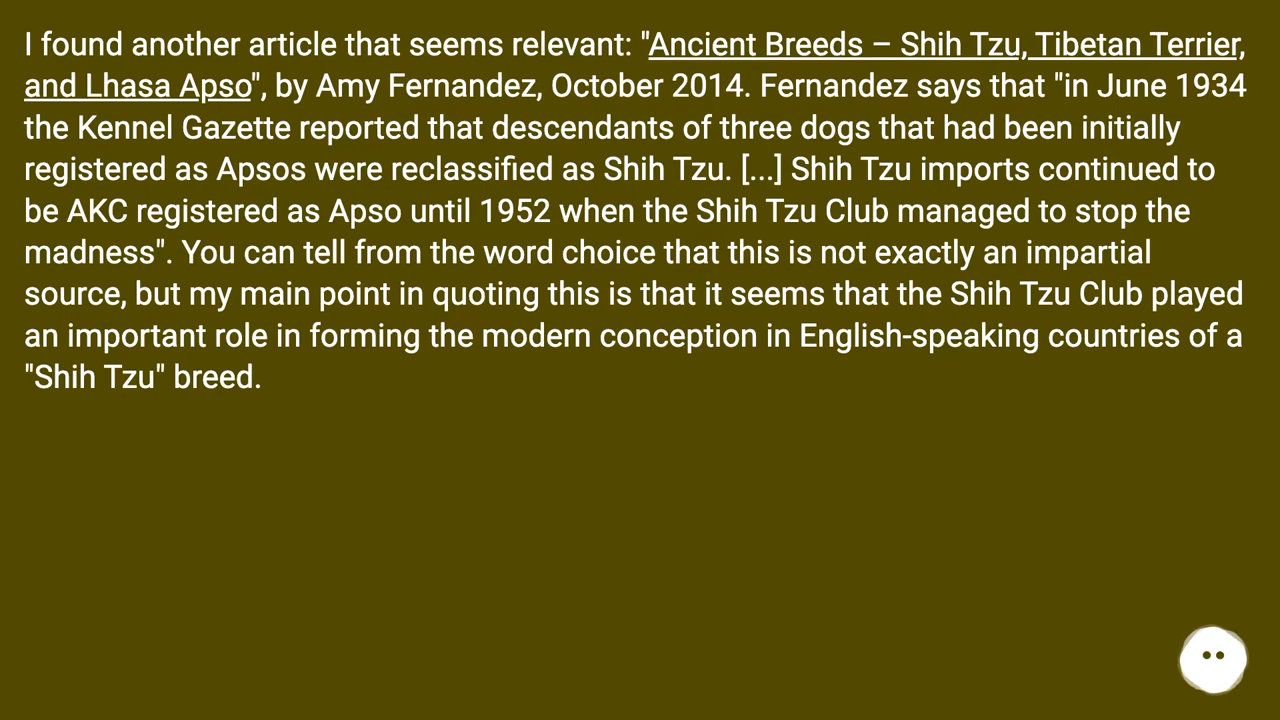 I found another article that seems relevant: "Ancient Breeds – Shih Tzu, Tibetan Terrier,
and Lhasa Apso", by Amy Fernandez, October 2014. Fernandez says that "in June 1934
the Kennel Gazette reported that descendants of three dogs that had been initially
registered as Apsos were reclassified as Shih Tzu. [...] Shih Tzu imports continued to
be AKC registered as Apso until 1952 when the Shih Tzu Club managed to stop the
madness". You can tell from the word choice that this is not exactly an impartial
source, but my main point in quoting this is that it seems that the Shih Tzu Club played
an important role in forming the modern conception in English-speaking countries of a
"Shih Tzu" breed.